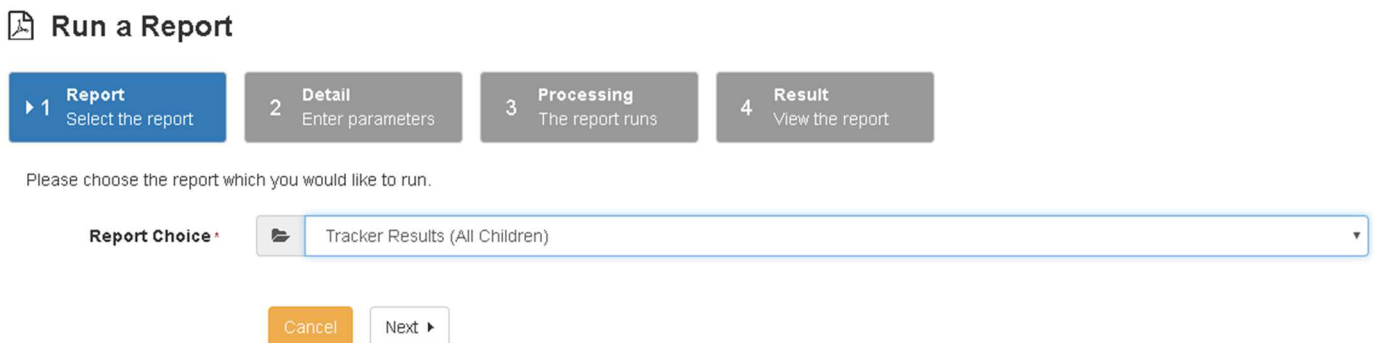 Run a Report
1 Report
Select the report
2 Detail
Enter parameters
3 Processing
The report runs
4 Result
View the report
Please choose the report which you would like to run.
Report Choice* Tracker Results (All Children)
Cancel Next